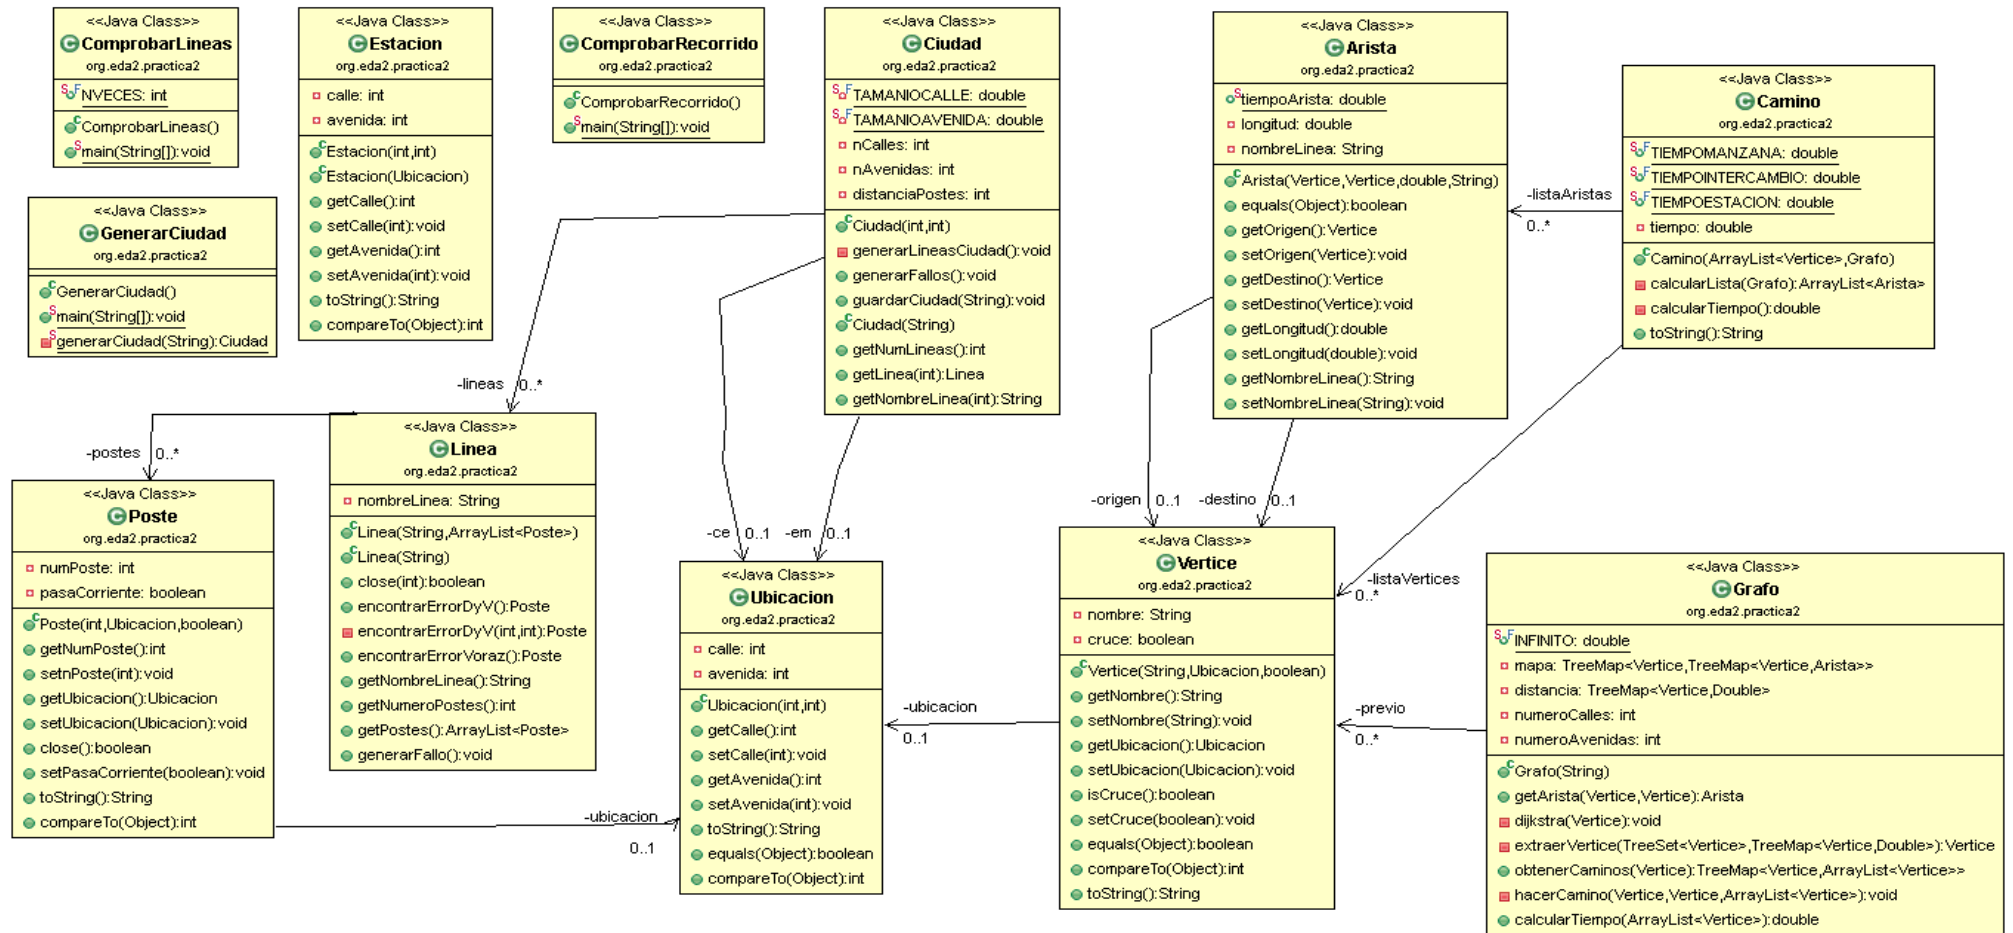 <<Java Class>>
ComprobarLineas
org.eda2.practica2
NVECES: int
ComprobarLineas()
main(String[]):void
<<Java Class>>
GenerarCiudad
org.eda2.practica2
GenerarCiudad()
main(String[]):void
generarCiudad(String):Ciudad
<<Java Class>>
Estacion
org.eda2.practica2
calle: int
avenida: int
Estacion(int,int)
Estacion(Ubicacion)
getCalle():int
setCalle(int):void
getAvenida():int
setAvenida(int):void
toString():String
compareTo(Object):int
<<Java Class>>
ComprobarRecorrido
org.eda2.practica2
ComprobarRecorrido()
main(String[]):void
<<Java Class>>
Ciudad
org.eda2.practica2
TAMANIOCALLE: double
TAMANIOAVENIDA: double
nCalles: int
nAvenidas: int
distanciaPostes: int
Ciudad(int,int)
generarLineasCiudad():void
generarFallos():void
guardarCiudad(String):void
Ciudad(String)
getNumLineas():int
getLinea(int):Linea
getNombreLinea(int):String
<<Java Class>>
Arista
org.eda2.practica2
tiempoArista: double
longitud: double
nombreLinea: String
Arista(Vertice,Vertice,double,String)
equals(Object):boolean
getOrigen():Vertice
setOrigen(Vertice):void
getDestino():Vertice
setDestino(Vertice):void
getLongitud():double
setLongitud(double):void
getNombreLinea():String
setNombreLinea(String):void
-listaAristas
0..*
<<Java Class>>
Camino
org.eda2.practica2
TIEMPOMANZANA: double
TIEMPOINTERCAMBIO: double
TIEMPOESTACION: double
tiempo: double
Camino(ArrayList<Vertice>,Grafo)
calcularLista(Grafo):ArrayList<Arista>
calcularTiempo():double
toString():String
-lineas 0..*
-postes 0..*
<<Java Class>>
Poste
org.eda2.practica2
numPoste: int
pasaCorriente: boolean
Poste(int,Ubicacion,boolean)
getNumPoste():int
setnPoste(int):void
getUbicacion():Ubicacion
setUbicacion(Ubicacion):void
close():boolean
setPasaCorriente(boolean):void
toString():String
compareTo(Object):int
<<Java Class>>
Linea
org.eda2.practica2
nombreLinea: String
Linea(String,ArrayList<Poste>)
Linea(String)
close(int):boolean
encontrarErrorDyV():Poste
encontrarErrorDyV(int,int):Poste
encontrarErrorVoraz():Poste
getNombreLinea():String
getNumeroPostes():int
getPostes():ArrayList<Poste>
generarFallo():void
-ubicacion
0..1
-ce 0..1 -em 0..1
<<Java Class>>
Ubicacion
org.eda2.practica2
calle: int
avenida: int
Ubicacion(int,int)
getCalle():int
setCalle(int):void
getAvenida():int
setAvenida(int):void
toString():String
equals(Object):boolean
compareTo(Object):int
-ubicacion
0..1
-origen 0..1 -destino 0..1
<<Java Class>>
Vertice
org.eda2.practica2
nombre: String
cruce: boolean
Vertice(String,Ubicacion,boolean)
getNombre():String
setNombre(String):void
getUbicacion():Ubicacion
setUbicacion(Ubicacion):void
isCruce():boolean
setCruce(boolean):void
equals(Object):boolean
compareTo(Object):int
toString():String
-listaVertices
0..*
-previo
0..*
<<Java Class>>
Grafo
org.eda2.practica2
INFINITO: double
mapa: TreeMap<Vertice,TreeMap<Vertice,Arista>>
distancia: TreeMap<Vertice,Double>
numeroCalles: int
numeroAvenidas: int
Grafo(String)
getArista(Vertice,Vertice):Arista
dijkstra(Vertice):void
extraerVertice(TreeSet<Vertice>,TreeMap<Vertice,Double>):Vertice
obtenerCaminos(Vertice):TreeMap<Vertice,ArrayList<Vertice>>
hacerCamino(Vertice,Vertice,ArrayList<Vertice>):void
calcularTiempo(ArrayList<Vertice>):double